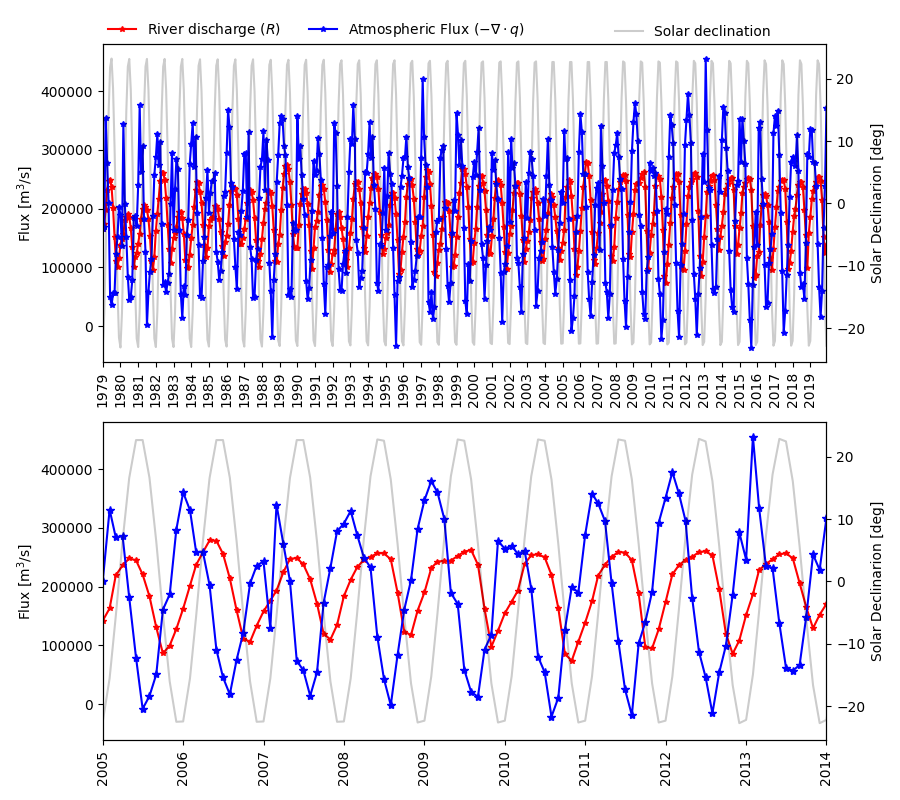 River discharge (R) Atmospheric Flux (−∇ · q) Solar declination
Flux [m³/s]
400000
300000
200000
100000
0
20
10
0
−10
−20
Solar Declinarion [deg]
1979 1980 1981 1982 1983 1984 1985 1986 1987 1988 1989 1990 1991 1992 1993 1994 1995 1996 1997 1998 1999 2000 2001 2002 2003 2004 2005 2006 2007 2008 2009 2010 2011 2012 2013 2014 2015 2016 2017 2018 2019
Flux [m³/s]
400000
300000
200000
100000
0
20
10
0
−10
−20
Solar Declinarion [deg]
2005 2006 2007 2008 2009 2010 2011 2012 2013 2014